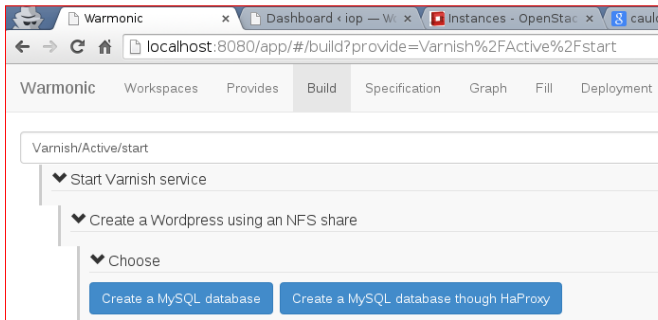 Warmonic Dashboard ‹ iop — W Instances - OpenStac caulc
localhost:8080/app/#/build?provide=Varnish%2FActive%2Fstart
Warmonic Workspaces Provides Build Specification Graph Fill Deployment
Varnish/Active/start
Start Varnish service
Create a Wordpress using an NFS share
Choose
Create a MySQL database Create a MySQL database though HaProxy